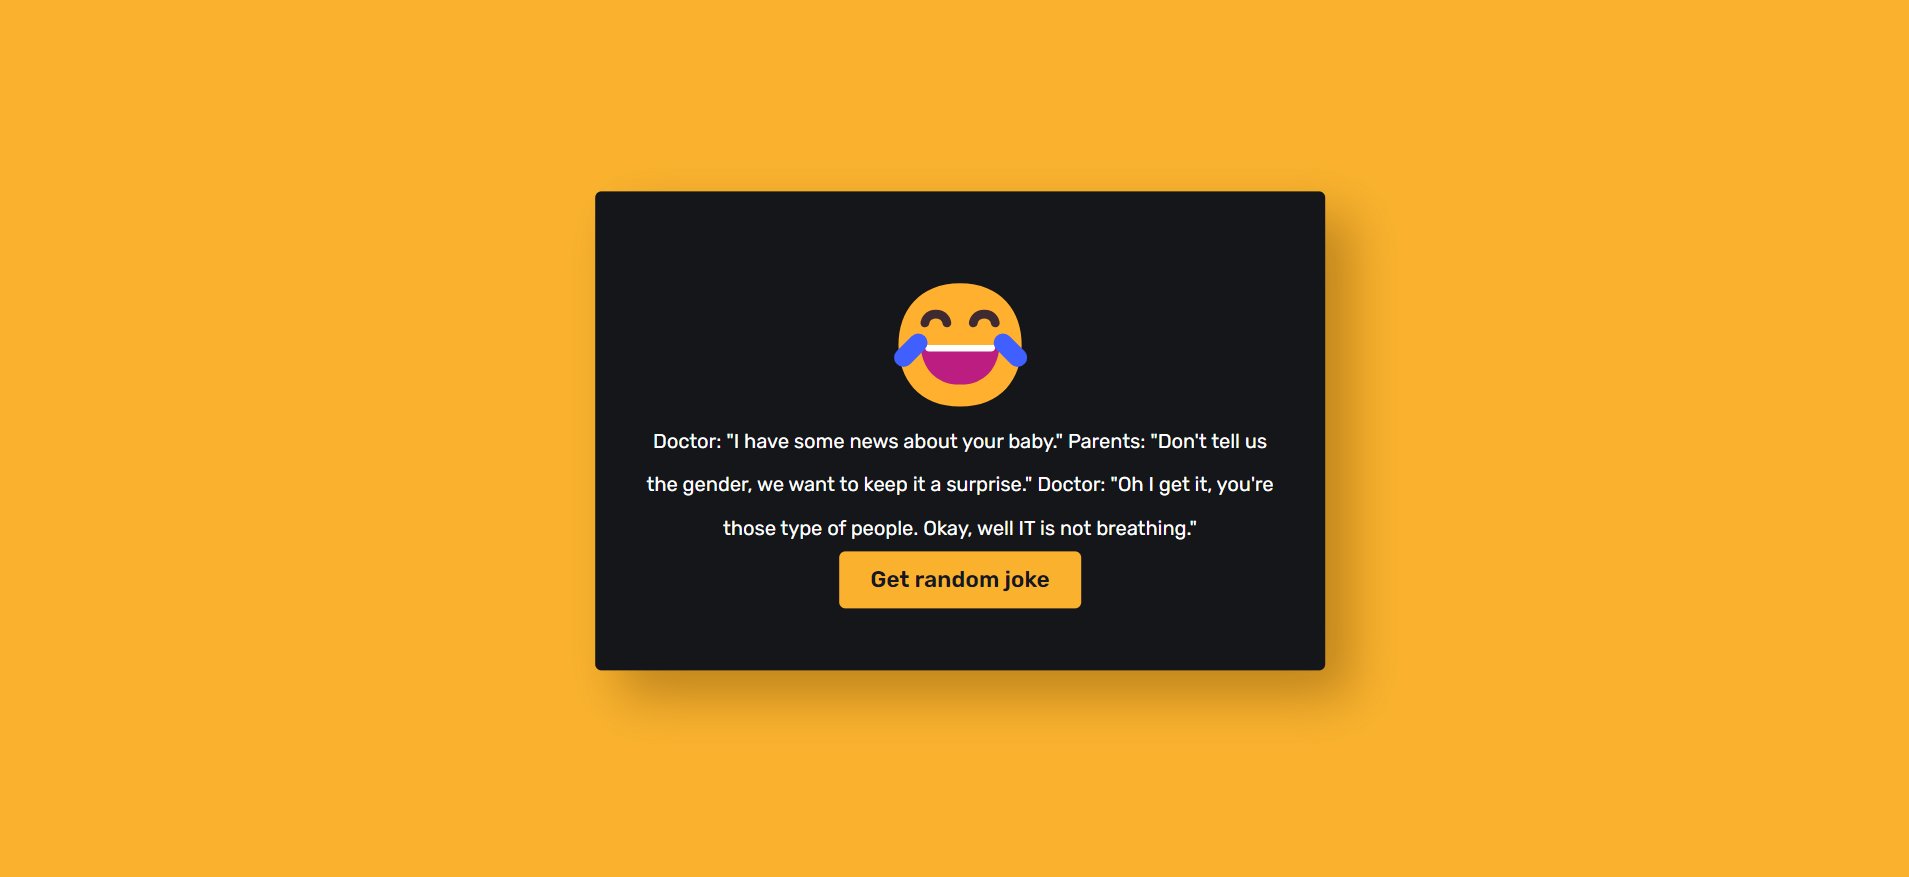 Doctor: "I have some news about your baby." Parents: "Don't tell us
the gender, we want to keep it a surprise." Doctor: "Oh I get it, you're
those type of people. Okay, well IT is not breathing."
Get random joke